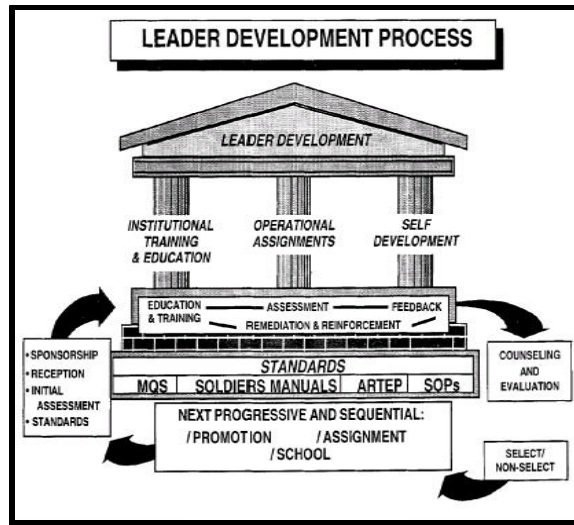 LEADER DEVELOPMENT PROCESS
LEADER DEVELOPMENT
INSTITUTIONAL
TRAINING
& EDUCATION
OPERATIONAL
ASSIGNMENTS
SELF
DEVELOPMENT
EDUCATION
& TRAINING
ASSESSMENT
FEEDBACK
REMEDIATION & REINFORCEMENT
• SPONSORSHIP
• RECEPTION
• INITIAL
ASSESSMENT
• STANDARDS
COUNSELING
AND
EVALUATION
STANDARDS
MQS SOLDIERS MANUALS ARTEP SOPs
NEXT PROGRESSIVE AND SEQUENTIAL:
/PROMOTION /ASSIGNMENT
/SCHOOL
SELECT/
NON-SELECT